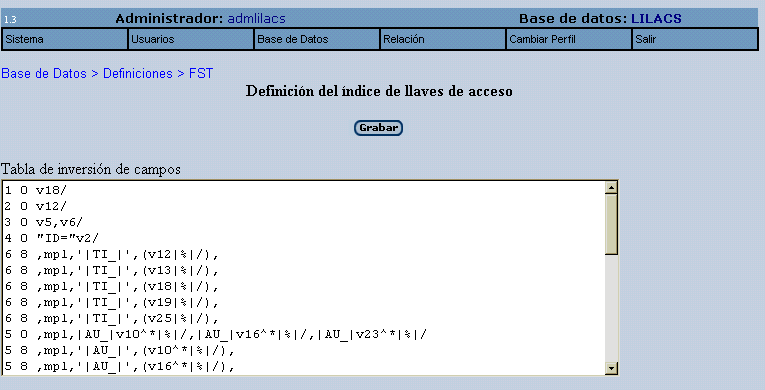 1.3 Administrador: admlilacs Base de datos: LILACS
Sistema Usuarios Base de Datos Relación Cambiar Perfil Salir
Base de Datos > Definiciones > FST
Definición del índice de llaves de acceso
Grabar
Tabla de inversión de campos
1 0 v18/
2 0 v12/
3 0 v5,v6/
4 0 "ID="v2/
6 8 ,mpl,'|TI_|',(v12|%|/),
6 8 ,mpl,'|TI_|',(v13|%|/),
6 8 ,mpl,'|TI_|',(v18|%|/),
6 8 ,mpl,'|TI_|',(v19|%|/),
6 8 ,mpl,'|TI_|',(v25|%|/),
5 0 ,mpl,|AU_|v10^*|%|/,|AU_|v16^*|%|/,|AU_|v23^*|%|/
5 8 ,mpl,'|AU_|',(v10^*|%|/),
5 8 ,mpl,'|AU_|',(v16^*|%|/),